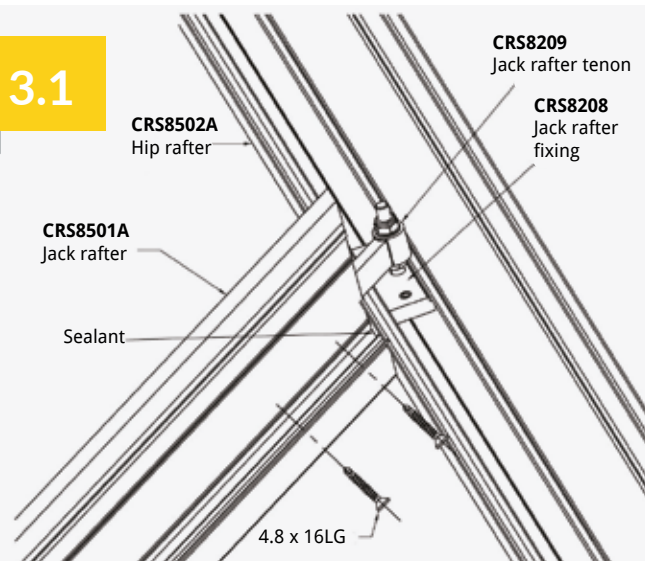 3.1
CRS8209
Jack rafter tenon
CRS8502A
Hip rafter
CRS8208
Jack rafter
fixing
CRS8501A
Jack rafter
Sealant
4.8 x 16LG